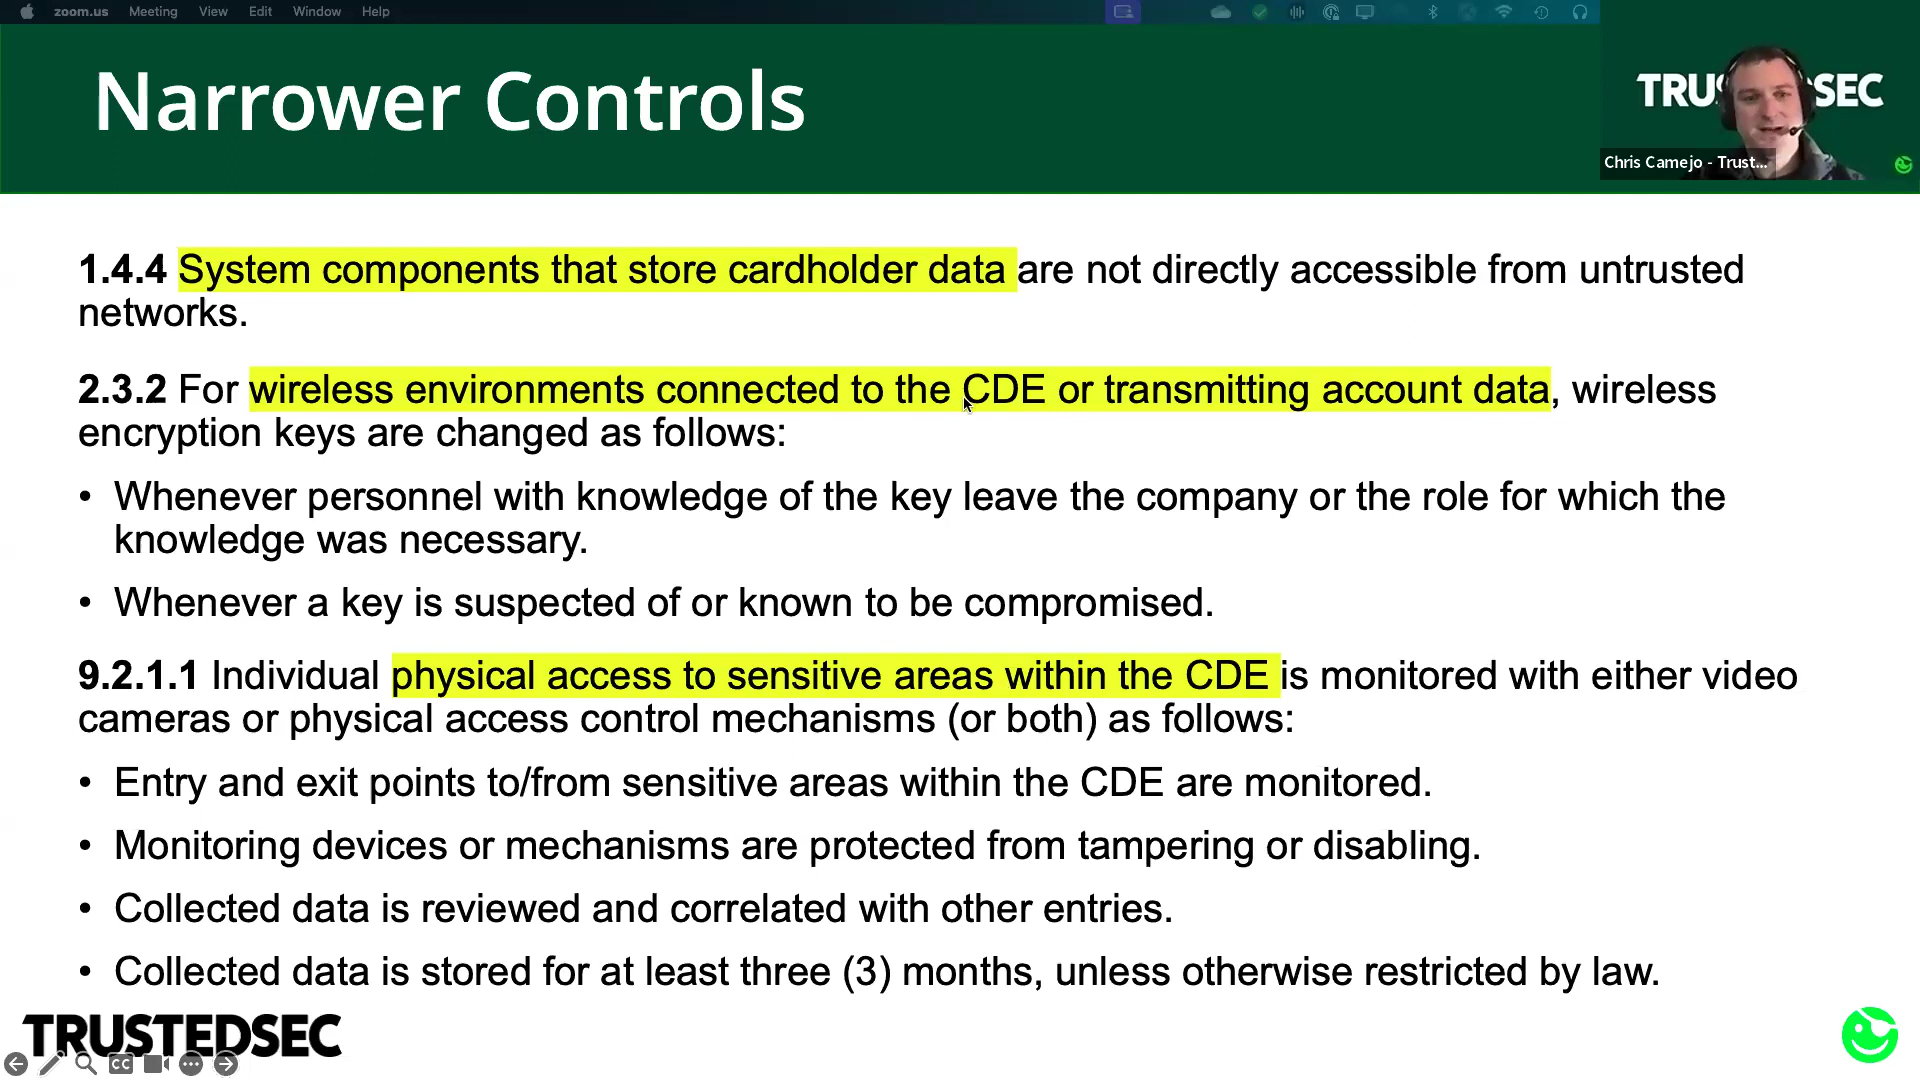 zoom.us Meeting View Edit Window Help
Narrower Controls
TRUSTEDSEC
Chris Camejo - Trust...
1.4.4 System components that store cardholder data are not directly accessible from untrusted
networks.
2.3.2 For wireless environments connected to the CDE or transmitting account data, wireless
encryption keys are changed as follows:
• Whenever personnel with knowledge of the key leave the company or the role for which the
knowledge was necessary.
• Whenever a key is suspected of or known to be compromised.
9.2.1.1 Individual physical access to sensitive areas within the CDE is monitored with either video
cameras or physical access control mechanisms (or both) as follows:
• Entry and exit points to/from sensitive areas within the CDE are monitored.
• Monitoring devices or mechanisms are protected from tampering or disabling.
• Collected data is reviewed and correlated with other entries.
• Collected data is stored for at least three (3) months, unless otherwise restricted by law.
TRUSTEDSEC
CC